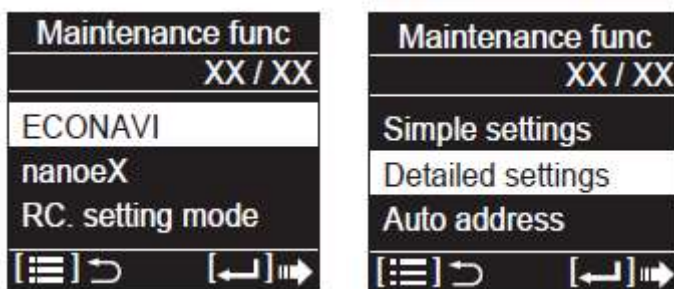 Maintenance func
XX / XX
ECONAVI
nanoeX
RC. setting mode
Maintenance func
XX / XX
Simple settings
Detailed settings
Auto address